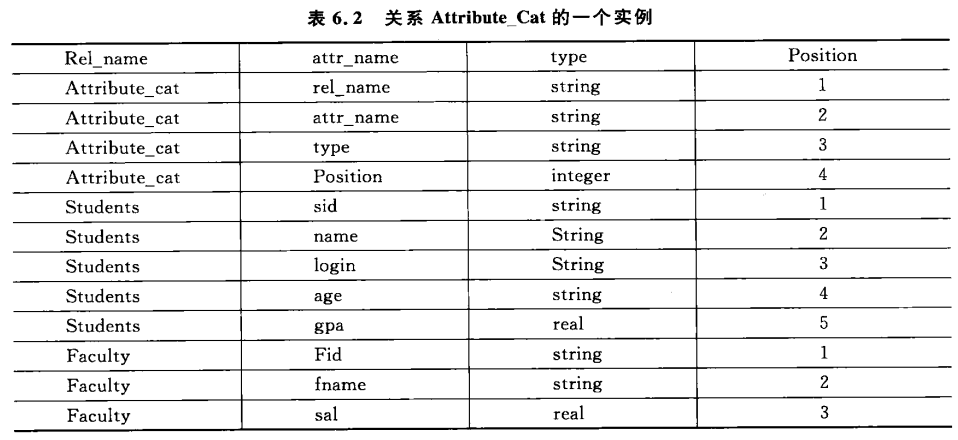 表 6.2 关系 Attribute_Cat 的一个实例
Rel_name attr_name type Position
Attribute_cat rel_name string 1
Attribute_cat attr_name string 2
Attribute_cat type string 3
Attribute_cat Position integer 4
Students sid string 1
Students name String 2
Students login String 3
Students age string 4
Students gpa real 5
Faculty Fid string 1
Faculty fname string 2
Faculty sal real 3